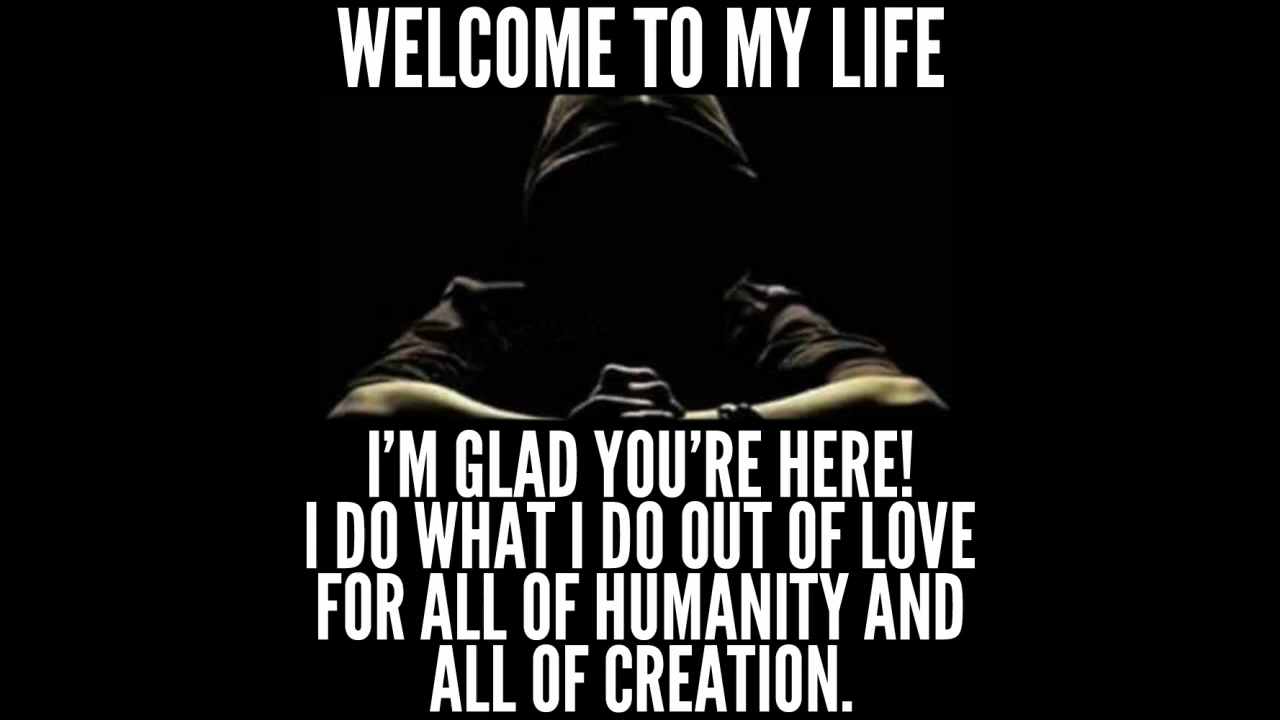 WELCOME TO MY LIFE
I'M GLAD YOU'RE HERE!
I DO WHAT I DO OUT OF LOVE
FOR ALL OF HUMANITY AND
ALL OF CREATION.